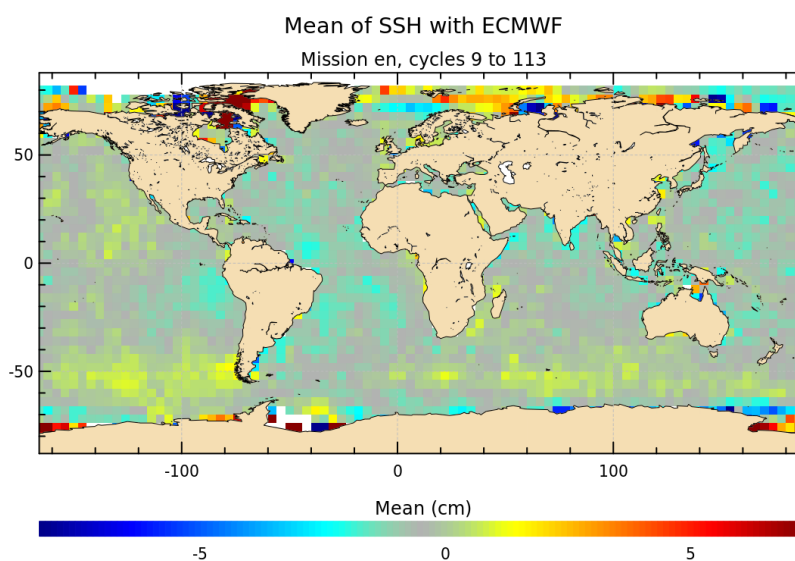 Mean of SSH with ECMWF
Mission en, cycles 9 to 113
50
0
-50
-100 0 100
Mean (cm)
-5 0 5